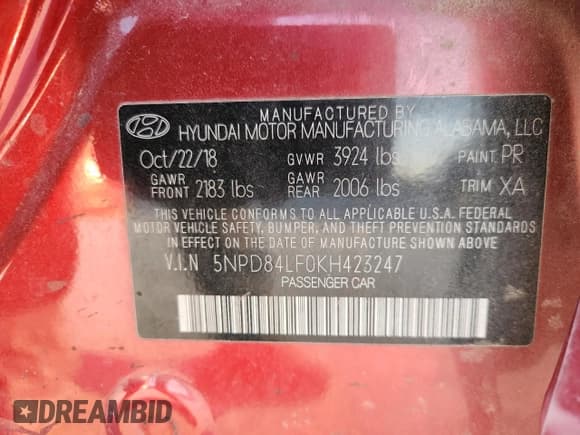 MANUFACTURED BY
HYUNDAI MOTOR MANUFACTURING ALABAMA, LLC
Oct/22/18 GVWR 3924 lbs PAINT PR
GAWR FRONT 2183 lbs GAWR REAR 2006 lbs TRIM XA
THIS VEHICLE CONFORMS TO ALL APPLICABLE U.S.A. FEDERAL
MOTOR VEHICLE SAFETY, BUMPER, AND THEFT PREVENTION STANDARDS
IN EFFECT ON THE DATE OF MANUFACTURE SHOWN ABOVE.
V.I.N 5NPD84LF0KH423247
PASSENGER CAR
DREAMBID